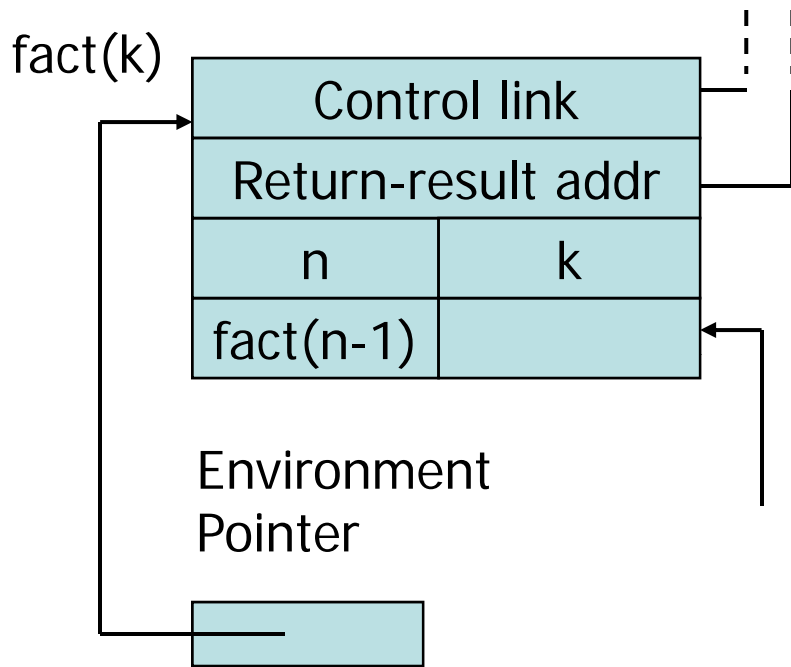 fact(k)
Control link
Return-result addr
n k
fact(n-1)
Environment
Pointer